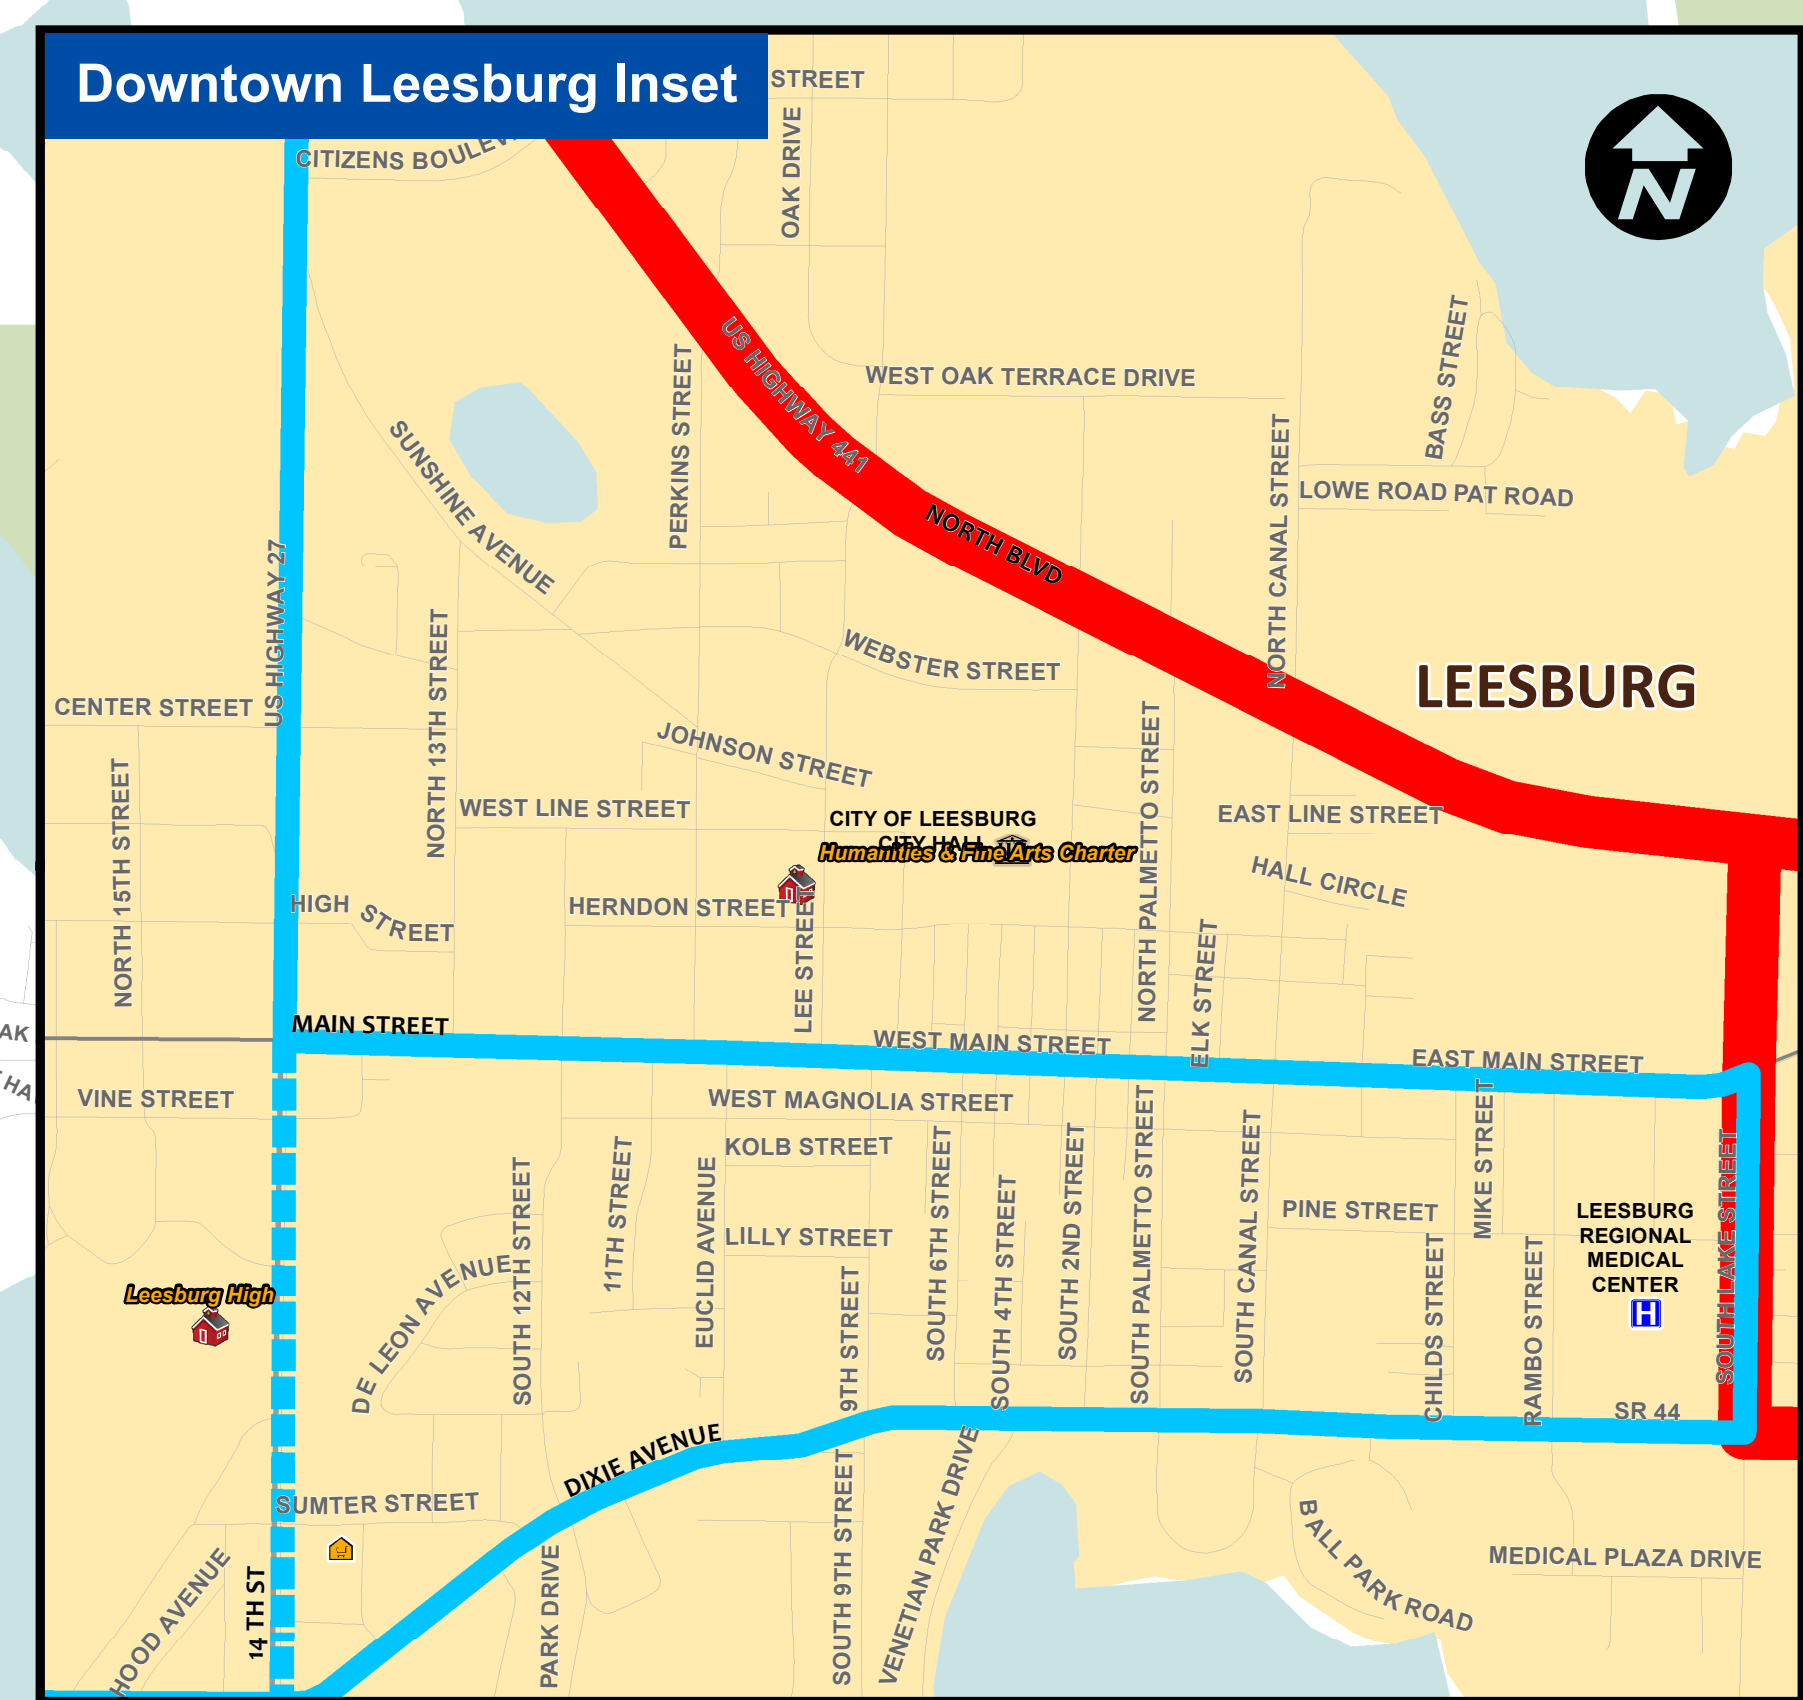 Downtown Leesburg Inset
STREET
OAK DRIVE
CITIZENS
N
US HIGHWAY 441
BASS STREET
PERKINS STREET
WEST OAK TERRACE DRIVE
SUNSHINE AVENUE
NORTH CANAL STREET
LOWE ROAD PAT ROAD
NORTH BLVD
US HIGHWAY 27
NORTH 13TH STREET
WEBSTER STREET
LEESBURG
CENTER STREET
JOHNSON STREET
NORTH PALMETTO STREET
NORTH 15TH STREET
WEST LINE STREET
CITY OF LEESBURG
CITY HALL
EAST LINE STREET
Humanities & Fine Arts Charter
HALL CIRCLE
HIGH STREET
HERNDON STREET
LEE STREET
ELK STREET
AK
MAIN STREET
WEST MAIN STREET
EAST MAIN STREET
HA
VINE STREET
WEST MAGNOLIA STREET
MIKE STREET
KOLB STREET
SOUTH 6TH STREET
SOUTH 2ND STREET
SOUTH PALMETTO STREET
SOUTH CANAL STREET
11TH STREET
EUCLID AVENUE
SOUTH 12TH STREET
SOUTH 4TH STREET
SOUTH LAKE STREET
PINE STREET
LEESBURG
REGIONAL
MEDICAL
CENTER
H
LILLY STREET
DE LEON AVENUE
9TH STREET
CHILDS STREET
RAMBO STREET
Leesburg High
SR 44
DIXIE AVENUE
SUMTER STREET
SOUTH 9TH STREET
VENETIAN PARK DRIVE
BALL PARK ROAD
MEDICAL PLAZA DRIVE
HOOD AVENUE
14 TH ST
PARK DRIVE